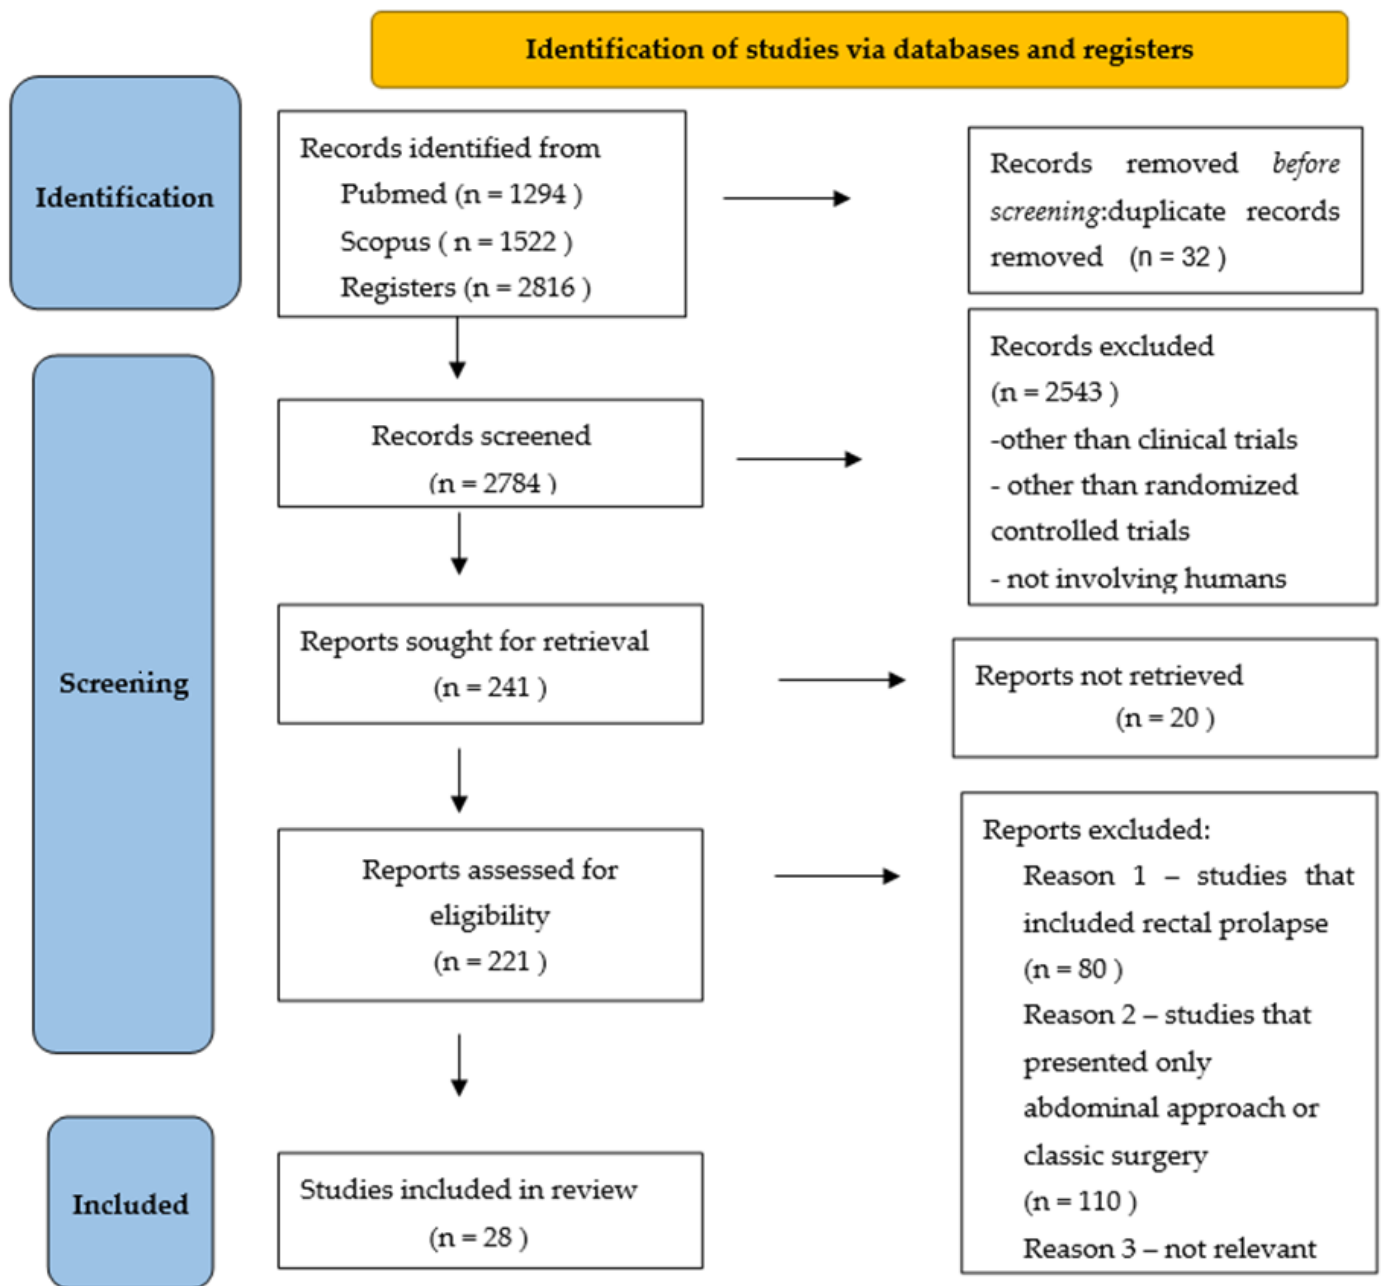 Identification of studies via databases and registers
Identification
Records identified from
Pubmed (n = 1294 )
Scopus ( n = 1522 )
Registers (n = 2816 )
Records removed before
screening:duplicate records
removed (n = 32 )
Screening
Records screened
(n = 2784 )
Records excluded
(n = 2543 )
-other than clinical trials
- other than randomized
controlled trials
- not involving humans
Reports sought for retrieval
(n = 241 )
Reports not retrieved
(n = 20 )
Reports assessed for
eligibility
(n = 221 )
Reports excluded:
Reason 1 – studies that
included rectal prolapse
(n = 80 )
Reason 2 – studies that
presented only
abdominal approach or
classic surgery
(n = 110 )
Reason 3 – not relevant
Included
Studies included in review
(n = 28 )